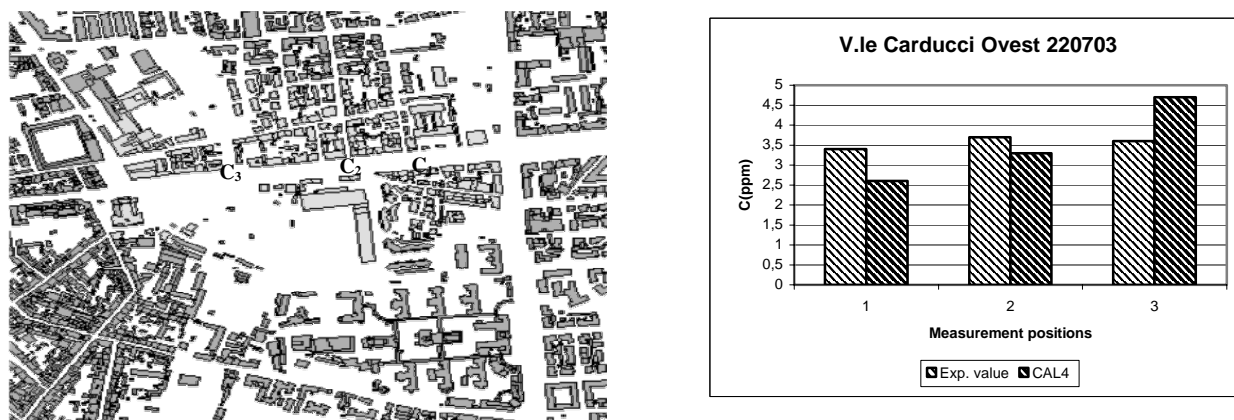 C₃ C₂ C
V.le Carducci Ovest 220703
C(ppm)
5
4,5
4
3,5
3
2,5
2
1,5
1
0,5
0
1 2 3
Measurement positions
Exp. value CAL4